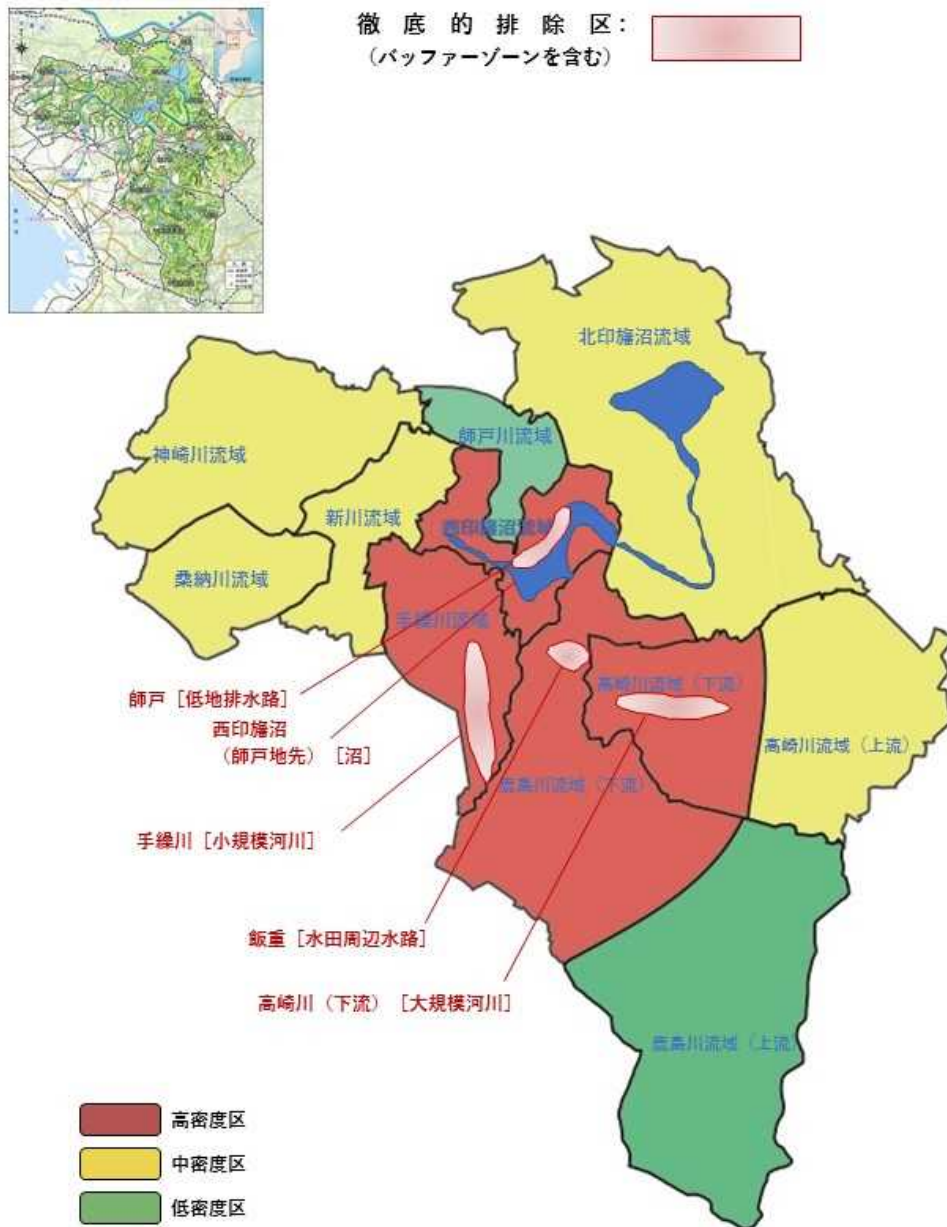 徹底的排除区：
（バッファーゾーンを含む）
北印旛沼流域
師戸川流域
神崎川流域
新川流域
西印旛沼流域
桑納川流域
手繰川流域
師戸［低地排水路］
高崎川流域（下流）
西印旛沼
（師戸地先）［沼］
高崎川流域（上流）
鹿島川流域（下流）
手繰川［小規模河川］
飯重［水田周辺水路］
高崎川（下流）［大規模河川］
鹿島川流域（上流）
高密度区
中密度区
低密度区